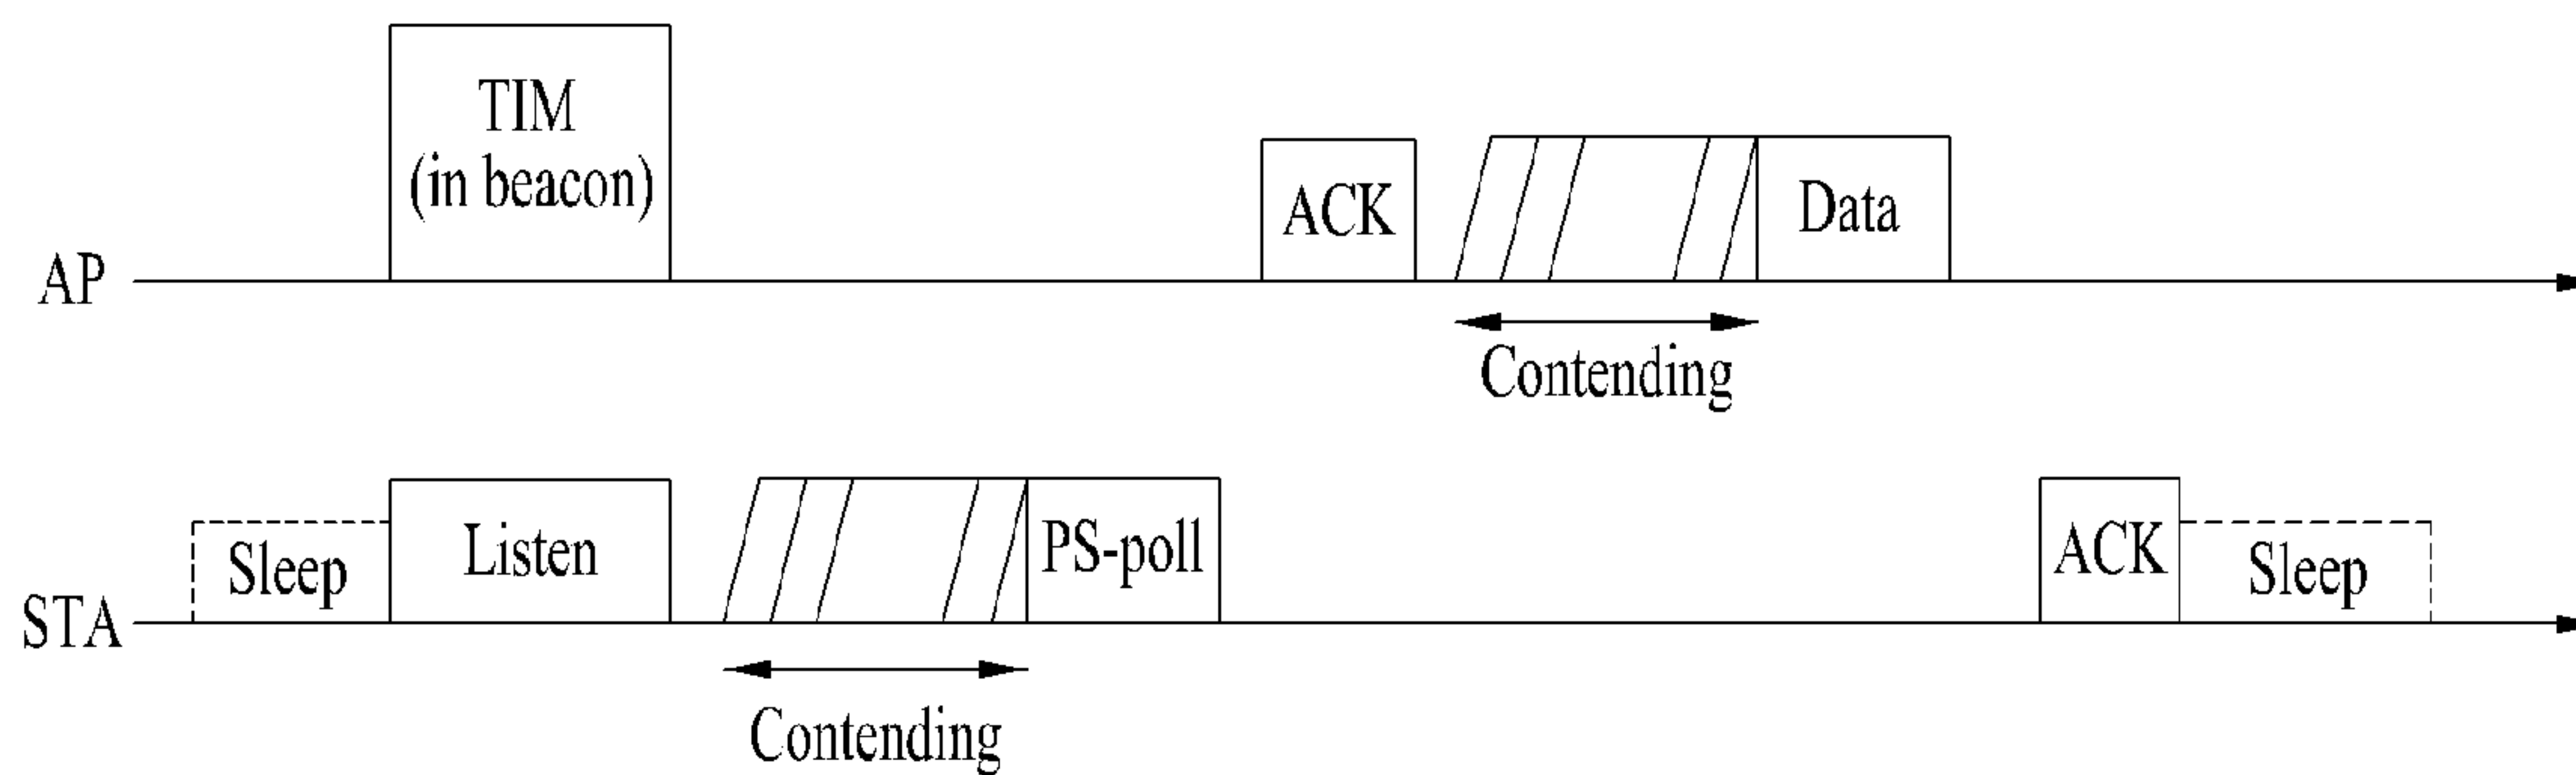 TIM
(in beacon)
ACK
Data
AP
Contending
Sleep
Listen
PS-poll
ACK
Sleep
STA
Contending